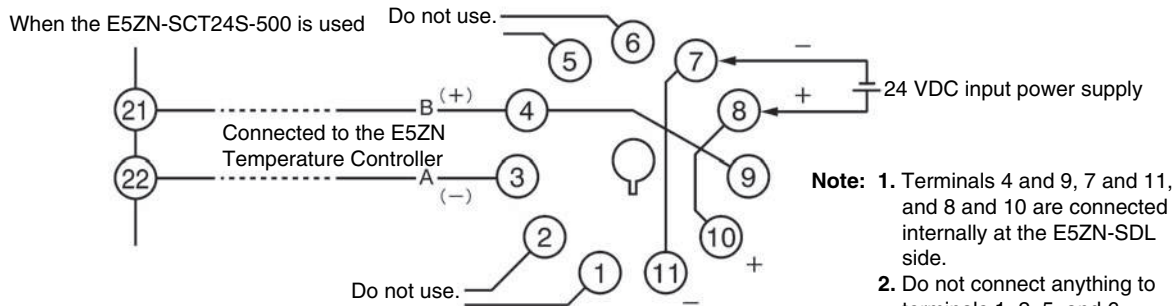 When the E5ZN-SCT24S-500 is used
Do not use.
6
5
7
−
21
B (+)
4
8
+
24 VDC input power supply
Connected to the E5ZN
Temperature Controller
22
A
(−)
3
9
Note: 1. Terminals 4 and 9, 7 and 11,
and 8 and 10 are connected
internally at the E5ZN-SDL
side.
2
10
+
1
11
−
Do not use.
2. Do not connect anything to